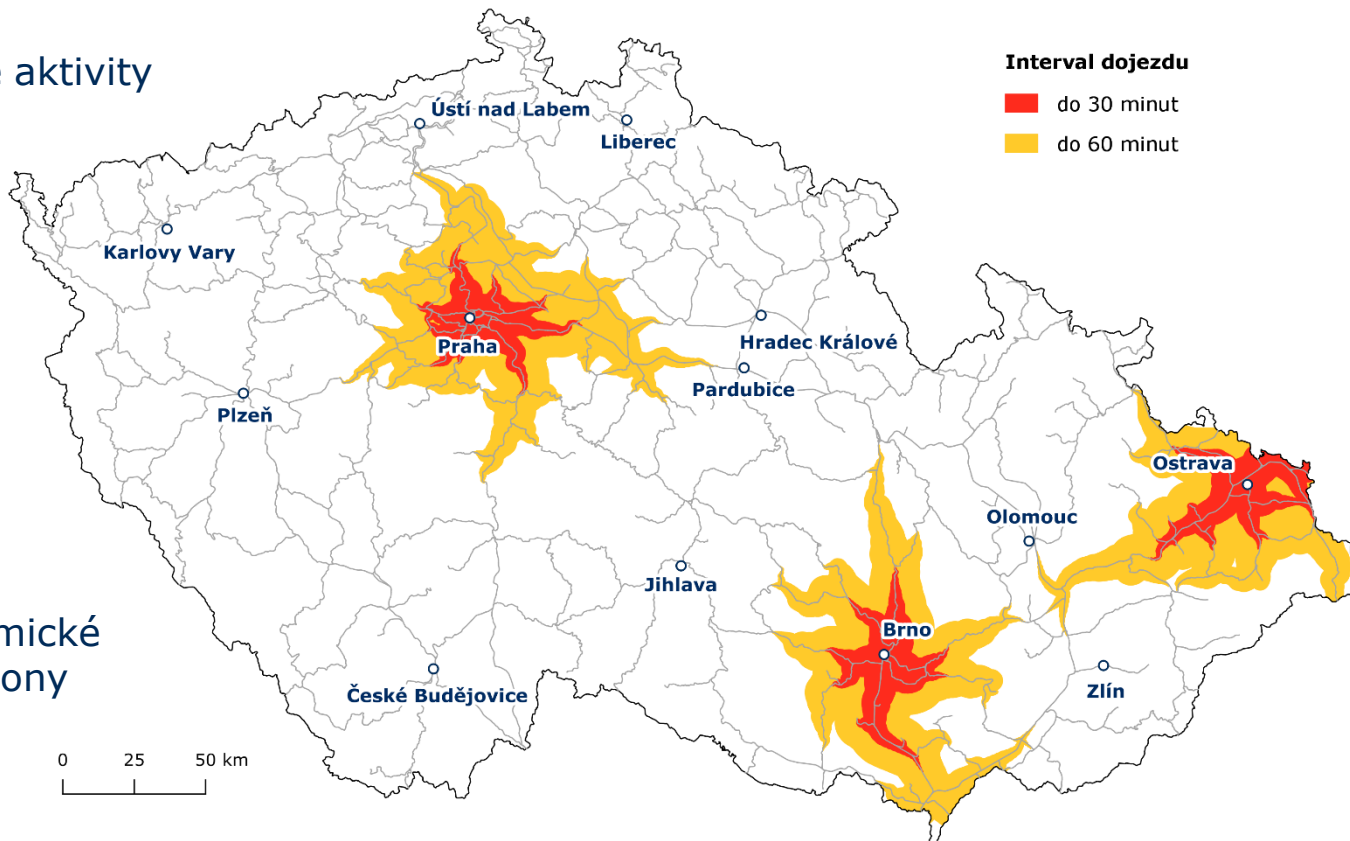 aktivity
Interval dojezdu
do 30 minut
do 60 minut
Ústí nad Labem
Liberec
Karlovy Vary
Praha
Hradec Králové
Pardubice
Plzeň
Ostrava
Olomouc
Jihlava
Brno
Zlín
České Budějovice
mické
ony
0 25 50 km